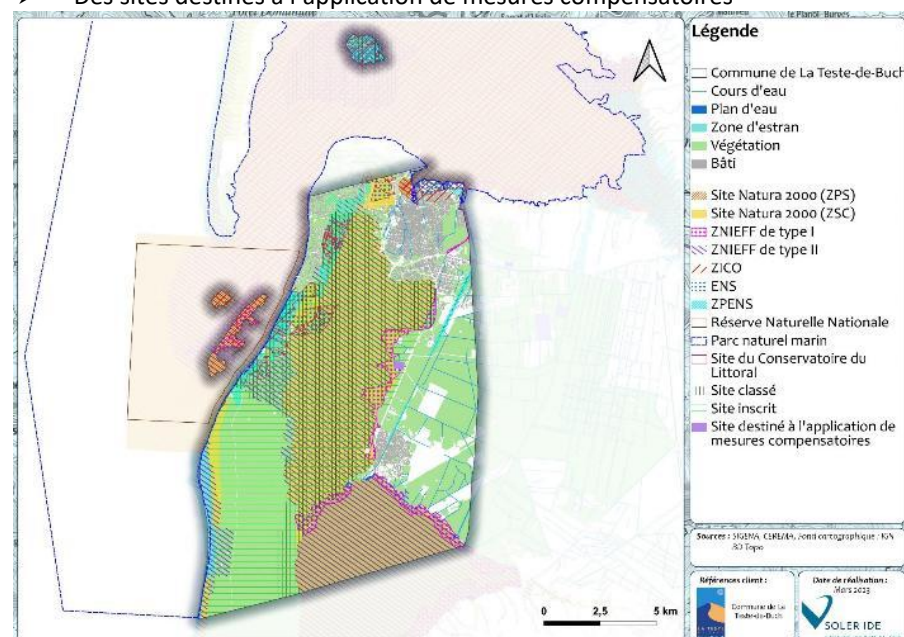 ➤ Des sites destinés à l'application de mesures compensatoires
Légende
Commune de La Teste-de-Buch
Cours d'eau
Plan d'eau
Zone d'estran
Végétation
Bâti
Site Natura 2000 (ZPS)
Site Natura 2000 (ZSC)
ZNIEFF de type I
ZNIEFF de type II
ZICO
ENS
ZPENS
Réserve Naturelle Nationale
Parc naturel marin
Site du Conservatoire du
Littoral
Site classé
Site inscrit
Site destiné à l'application de
mesures compensatoires
Sources : SIGENA, CEREMA, Fond cartographique : IGN
BD Topo
0 2,5 5 km
Références client :
Commune de La
Teste-de-Buch
Date de réalisation :
Mars 2023
SOLER IDE